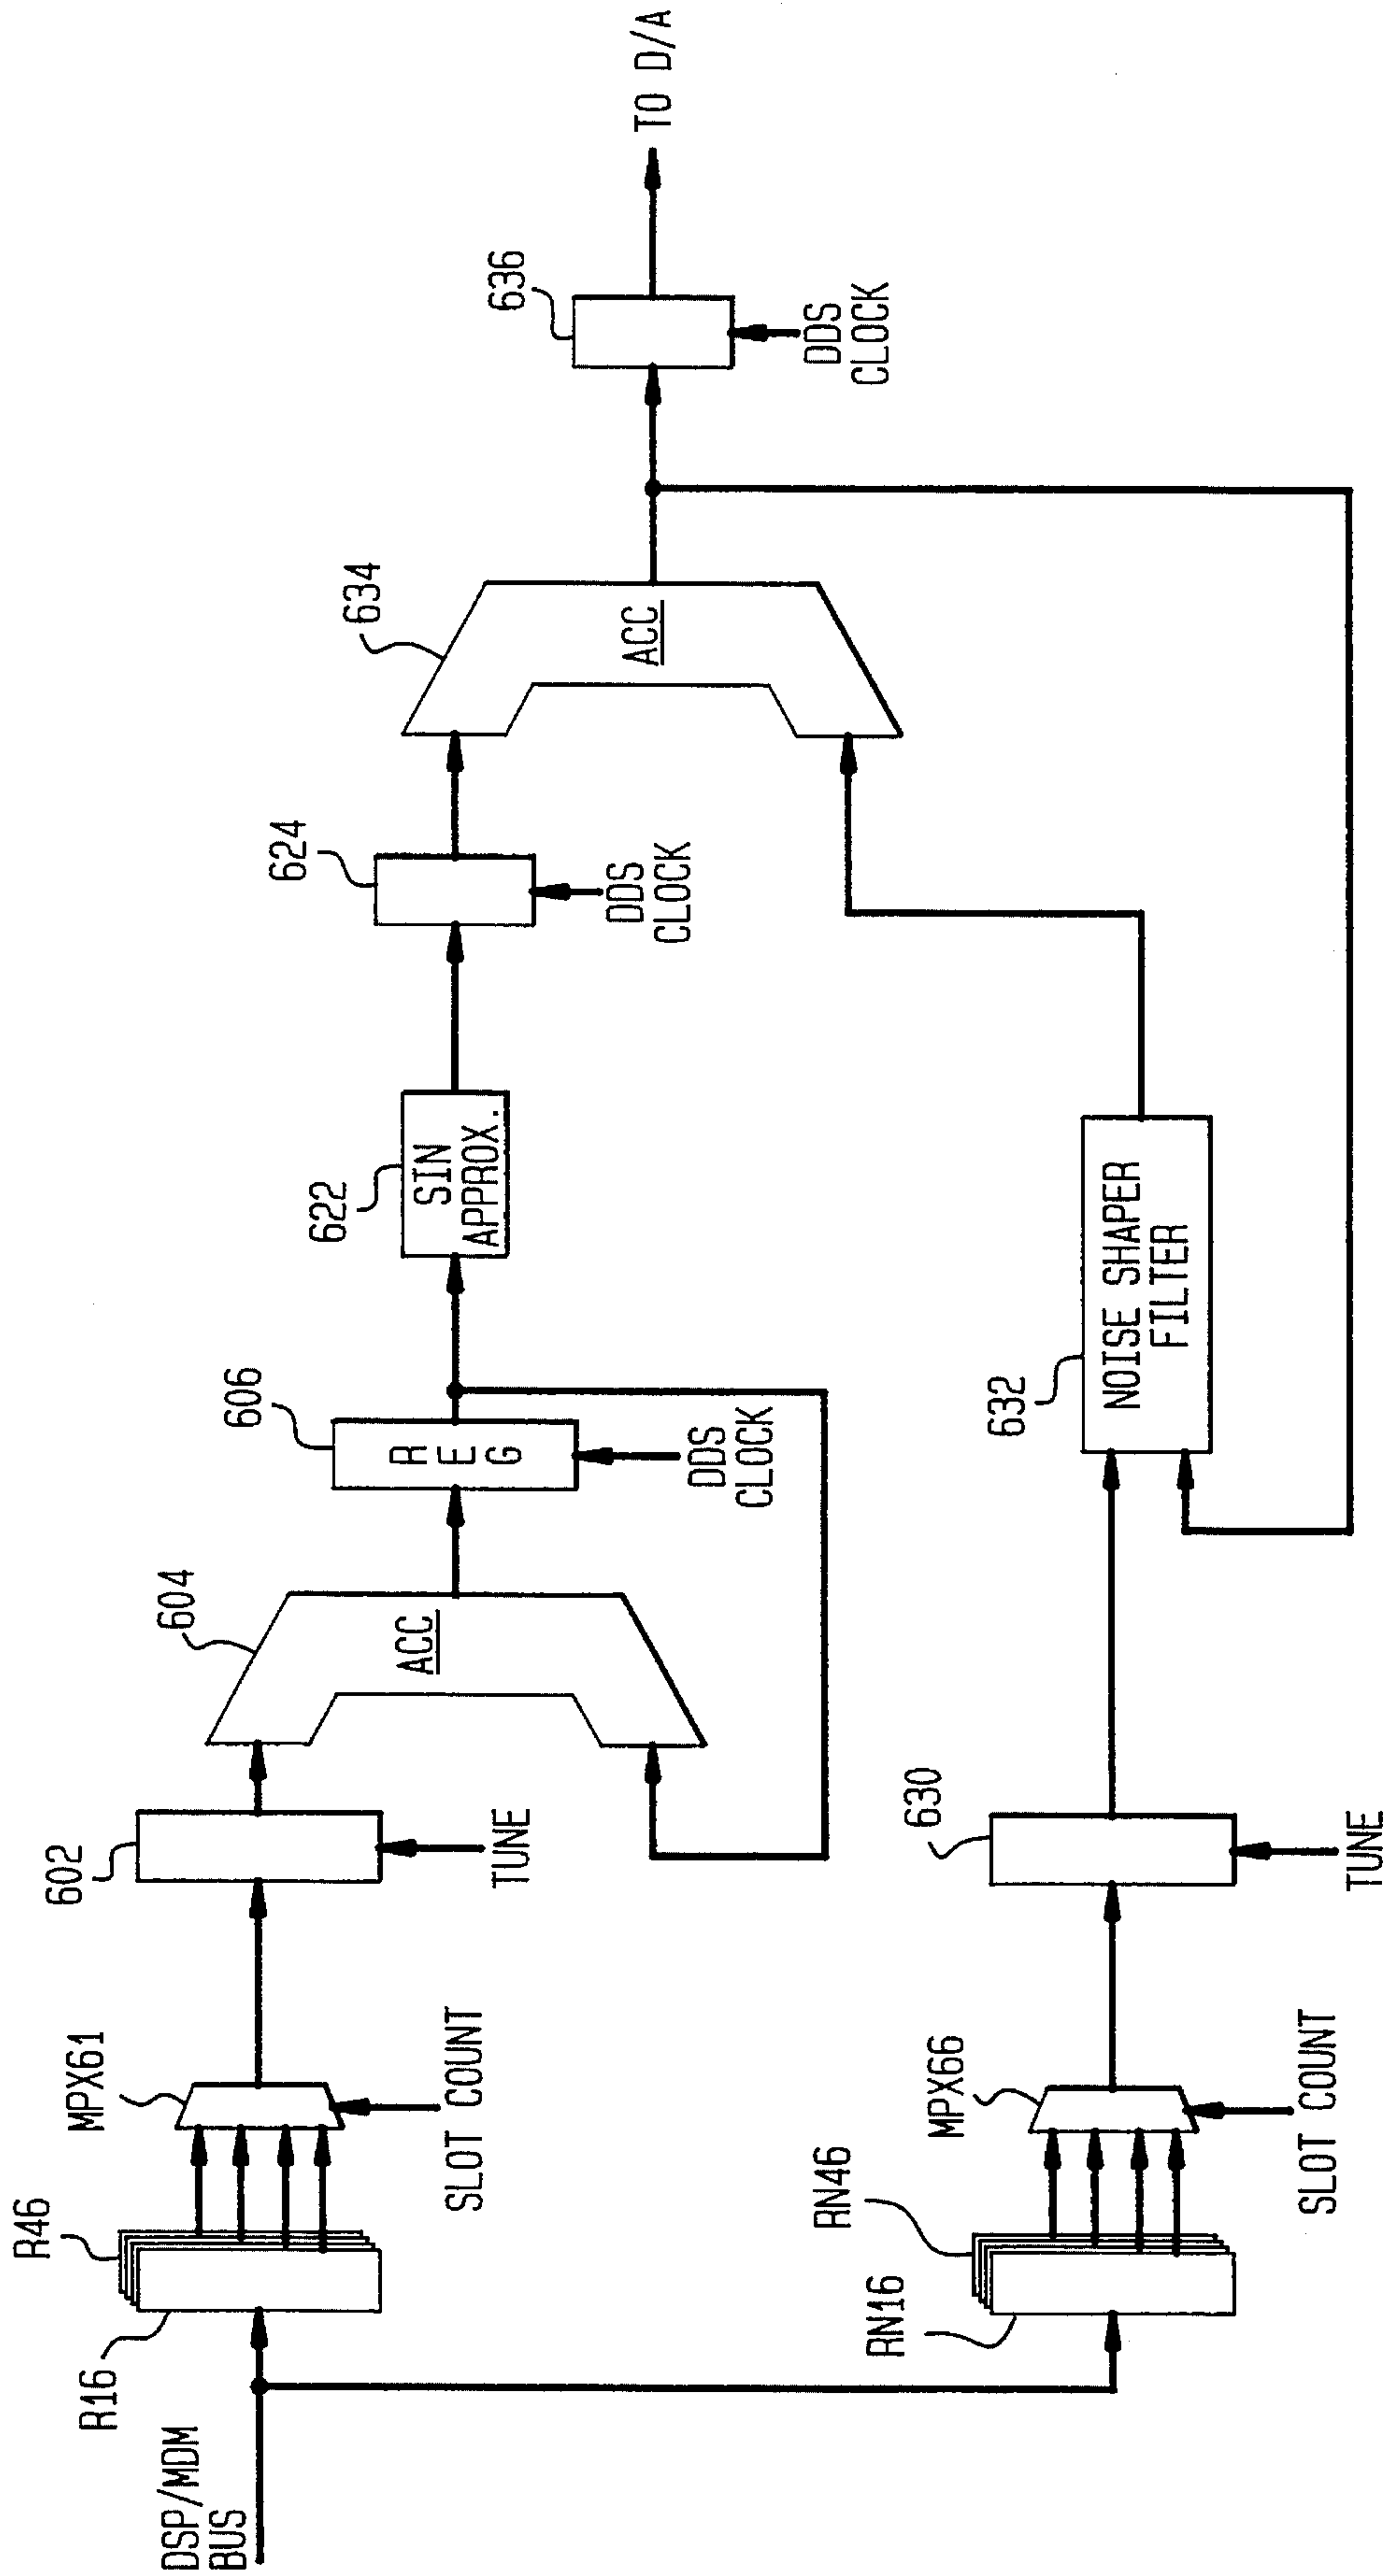 DSP/MDM
BUS
R16
R46
MPX61
SLOT COUNT
602
TUNE
604
ACC
606
R
E
G
DDS
CLOCK
622
SIN
APPROX.
624
DDS
CLOCK
634
ACC
636
DDS
CLOCK
TO D/A
RN16
RN46
MPX66
SLOT COUNT
630
TUNE
632
NOISE SHAPER
FILTER